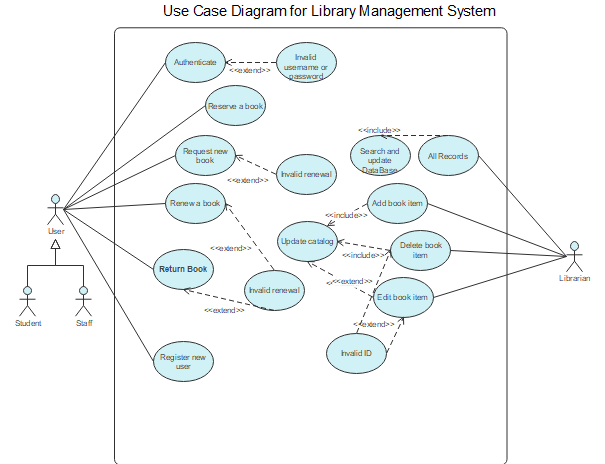 Use Case Diagram for Library Management System
Authenticate
<<extend>>
Invalid
username or
password
Reserve a book
Request new
book
<<extend>>
Invalid renewal
<<include>>
Search and
update
DataBase
All Records
Renew a book
Add book item
<<include>>
User
<<extend>>
Update catalog
Delete book
item
<<include>>
Return Book
Librarian
<<extend>>
Invalid renewal
Edit book item
<<extend>>
Student
Staff
<<extend>>
Invalid ID
Register new
user